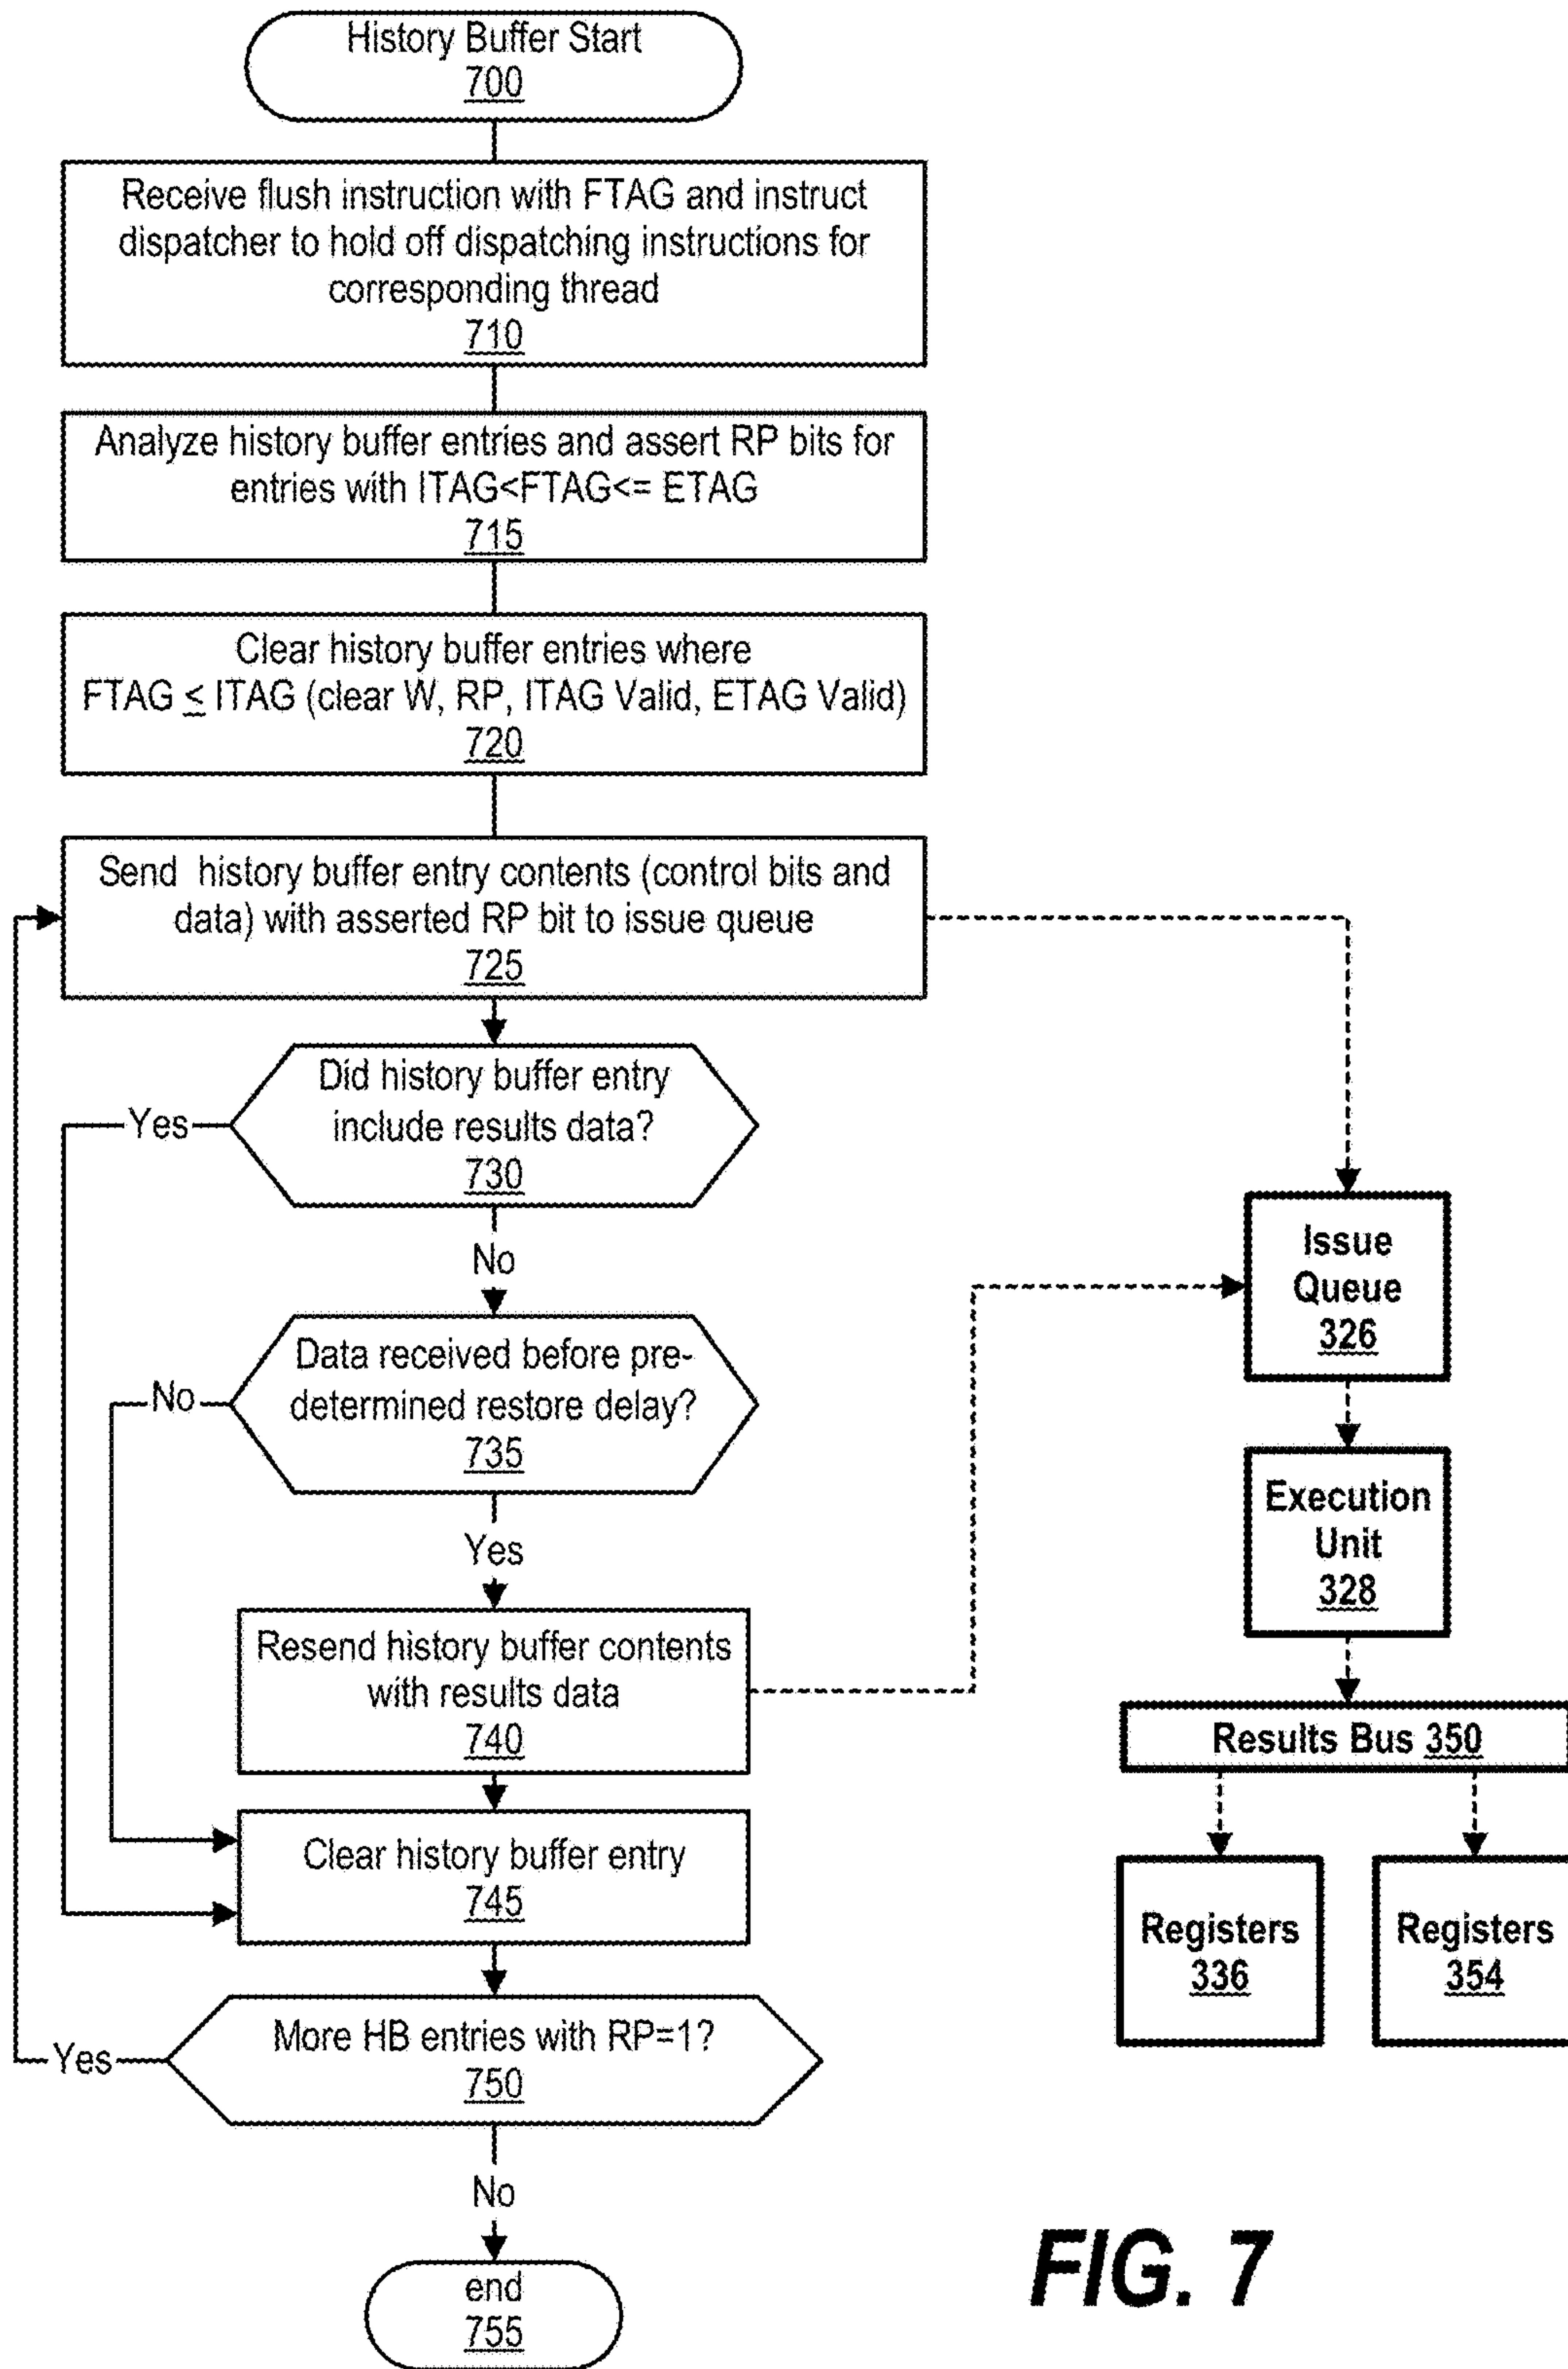 History Buffer Start
700
Receive flush instruction with FTAG and instruct
dispatcher to hold off dispatching instructions for
corresponding thread
710
Analyze history buffer entries and assert RP bits for
entries with ITAG<FTAG<= ETAG
715
Clear history buffer entries where
FTAG ≤ ITAG (clear W, RP, ITAG Valid, ETAG Valid)
720
Send history buffer entry contents (control bits and
data) with asserted RP bit to issue queue
725
Did history buffer entry
include results data?
730
Yes
No
Data received before pre-
determined restore delay?
735
No
Yes
Resend history buffer contents
with results data
740
Clear history buffer entry
745
More HB entries with RP=1?
750
Yes
No
end
755
Issue
Queue
326
Execution
Unit
328
Results Bus 350
Registers
336
Registers
354
FIG. 7